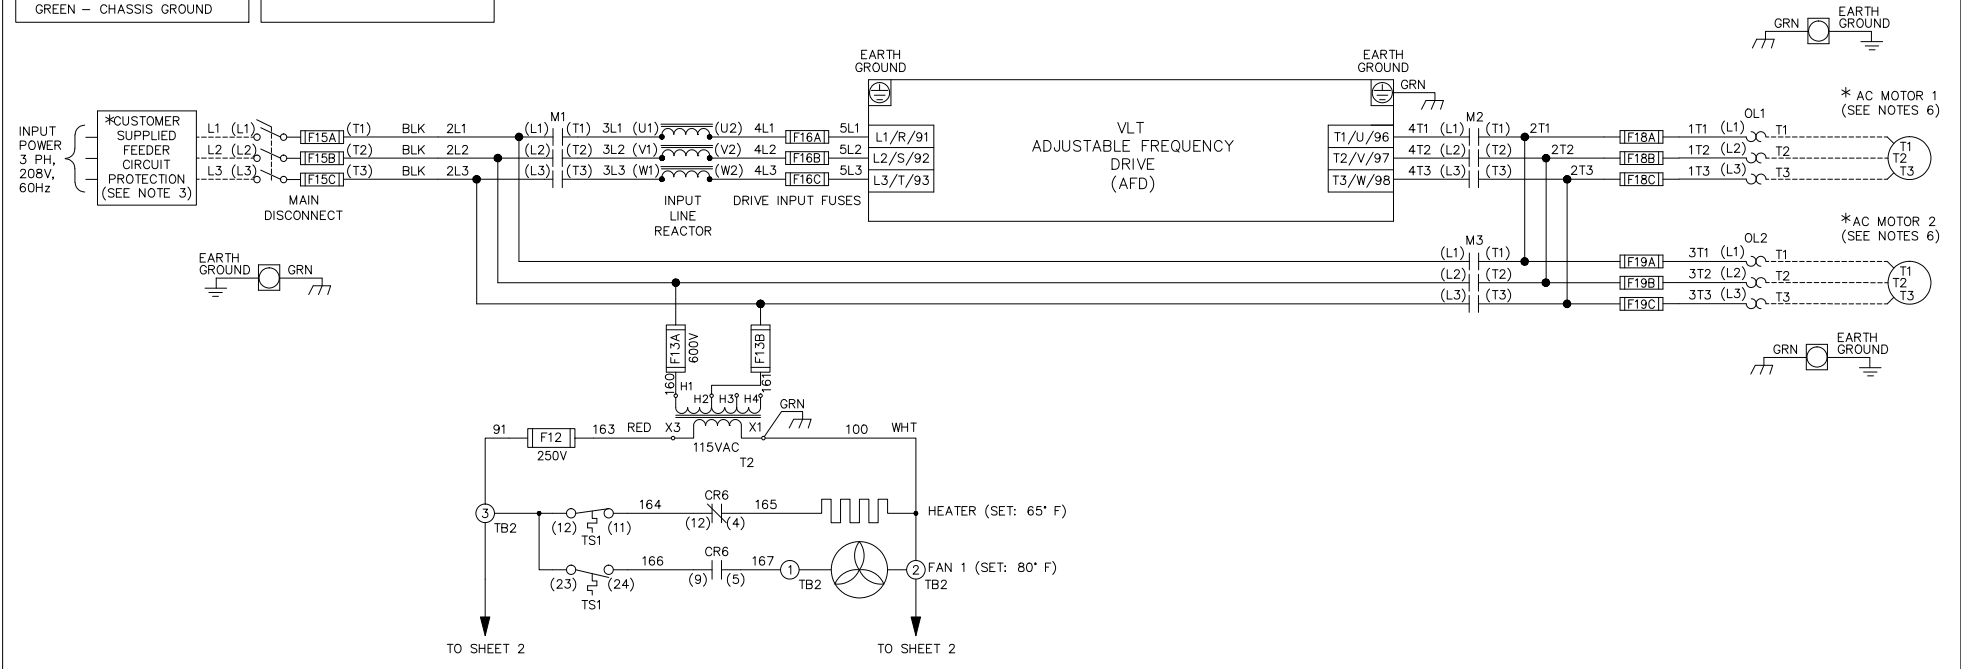 GREEN – CHASSIS GROUND
EARTH
GROUND
GRN
EARTH
GROUND
EARTH
GROUND
GRN
INPUT
POWER
3 PH,
208V,
60Hz
*CUSTOMER
SUPPLIED
FEEDER
CIRCUIT
PROTECTION
(SEE NOTE 3)
L1 (L1) F15A (T1) BLK 2L1
L2 (L2) F15B (T2) BLK 2L2
L3 (L3) F15C (T3) BLK 2L3
MAIN
DISCONNECT
M1
(L1) (T1) 3L1 (U1) (U2) 4L1 F16A 5L1 L1/R/91
(L2) (T2) 3L2 (V1) (V2) 4L2 F16B 5L2 L2/S/92
(L3) (T3) 3L3 (W1) (W2) 4L3 F16C 5L3 L3/T/93
INPUT
LINE
REACTOR
DRIVE INPUT FUSES
VLT
ADJUSTABLE FREQUENCY
DRIVE
(AFD)
M2
T1/U/96 4T1 (L1) (T1) 2T1 F18A 1T1 (L1) T1
T2/V/97 4T2 (L2) (T2) 2T2 F18B 1T2 (L2) T2
T3/W/98 4T3 (L3) (T3) 2T3 F18C 1T3 (L3) T3
OL1
* AC MOTOR 1
(SEE NOTES 6)
T1
T2
T3
M3
(L1) (T1) F19A 3T1 (L1) T1
(L2) (T2) F19B 3T2 (L2) T2
(L3) (T3) F19C 3T3 (L3) T3
OL2
*AC MOTOR 2
(SEE NOTES 6)
T1
T2
T3
EARTH
GROUND
GRN
GRN
EARTH
GROUND
F13A
600V
F13B
160
161
H1
H2 H3 H4
GRN
91 F12 163 RED X3 X1 100 WHT
250V
115VAC
T2
3
TB2
(12) (11) 164 CR6 165
TS1
(12) (4)
HEATER (SET: 65° F)
(23) (24) 166 CR6 167 1
TS1
(9) (5)
TB2
2
FAN 1 (SET: 80° F)
TB2
TO SHEET 2
TO SHEET 2